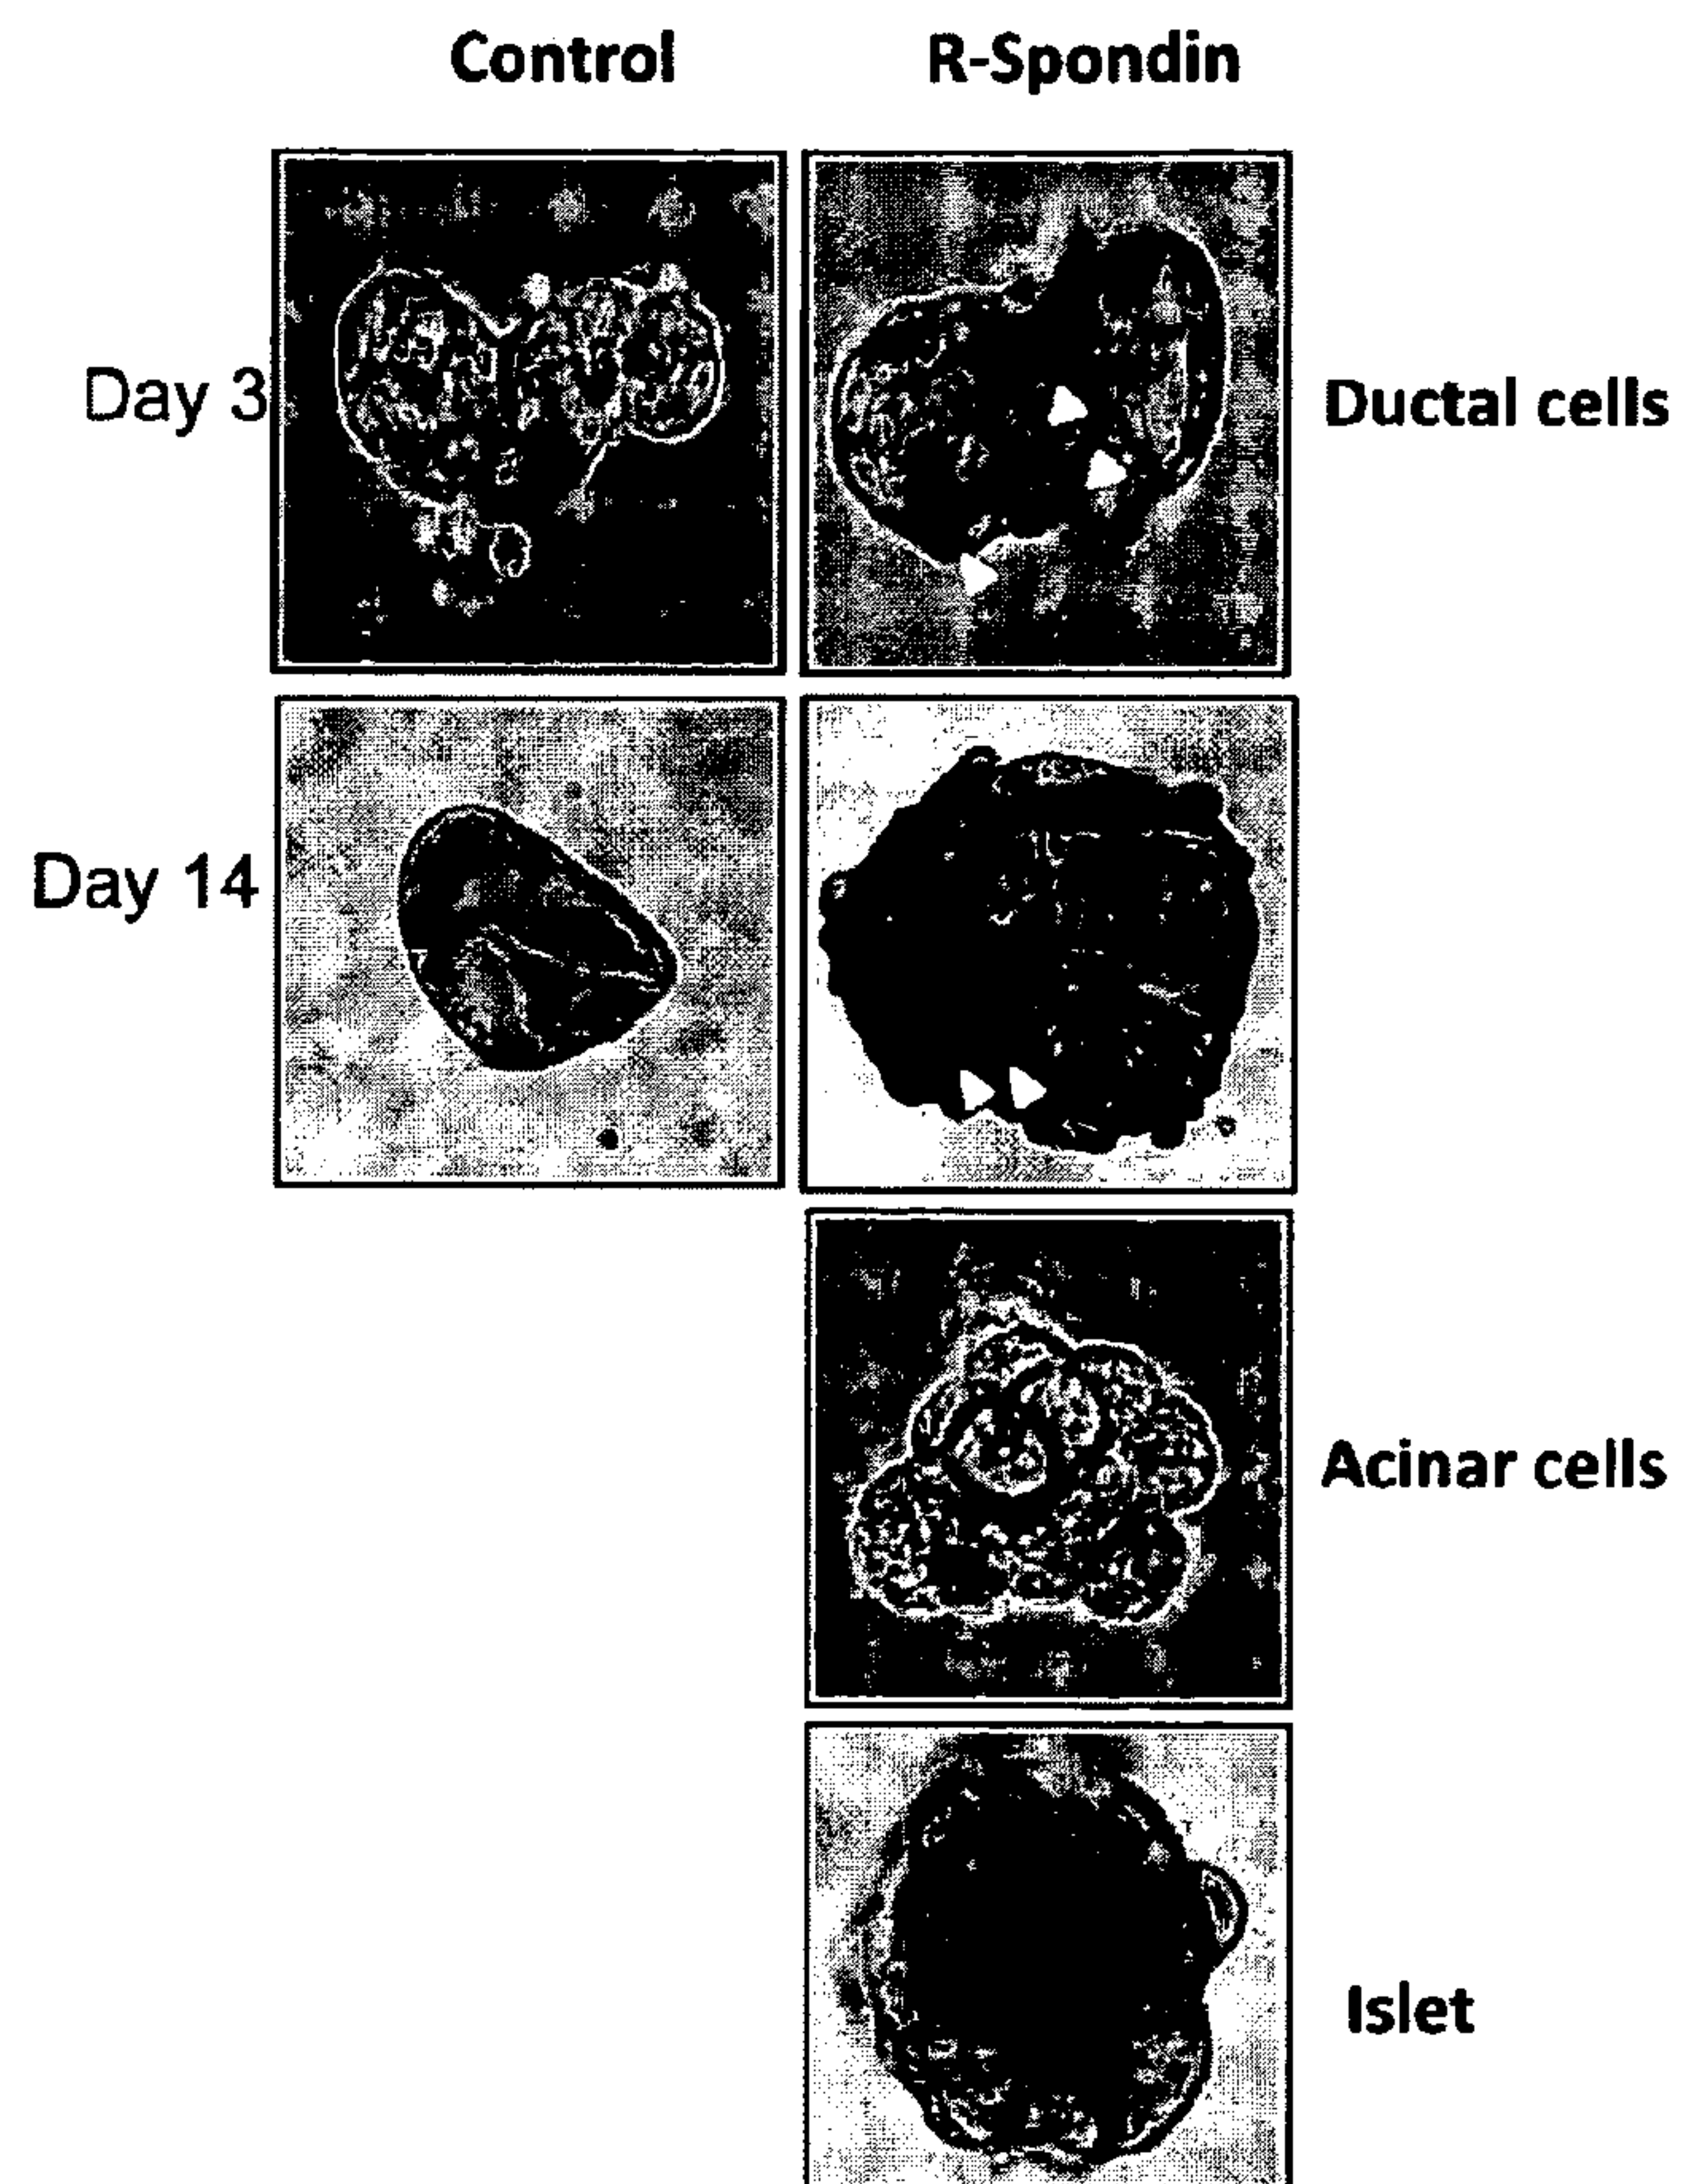 Control R-Spondin
Day 3 Ductal cells
Day 14
Acinar cells
Islet